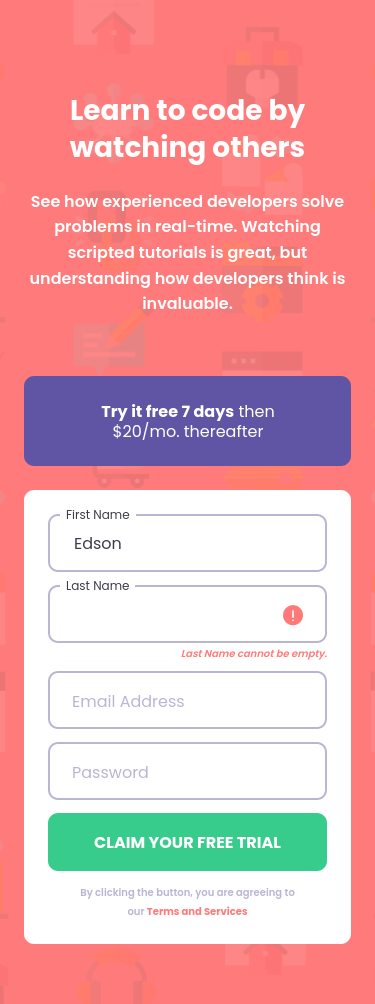 Learn to code by
watching others
See how experienced developers solve
problems in real-time. Watching
scripted tutorials is great, but
understanding how developers think is
invaluable.
Try it free 7 days then
$20/mo. thereafter
First Name
Edson
Last Name
Last Name cannot be empty.
Email Address
Password
CLAIM YOUR FREE TRIAL
By clicking the button, you are agreeing to
our Terms and Services